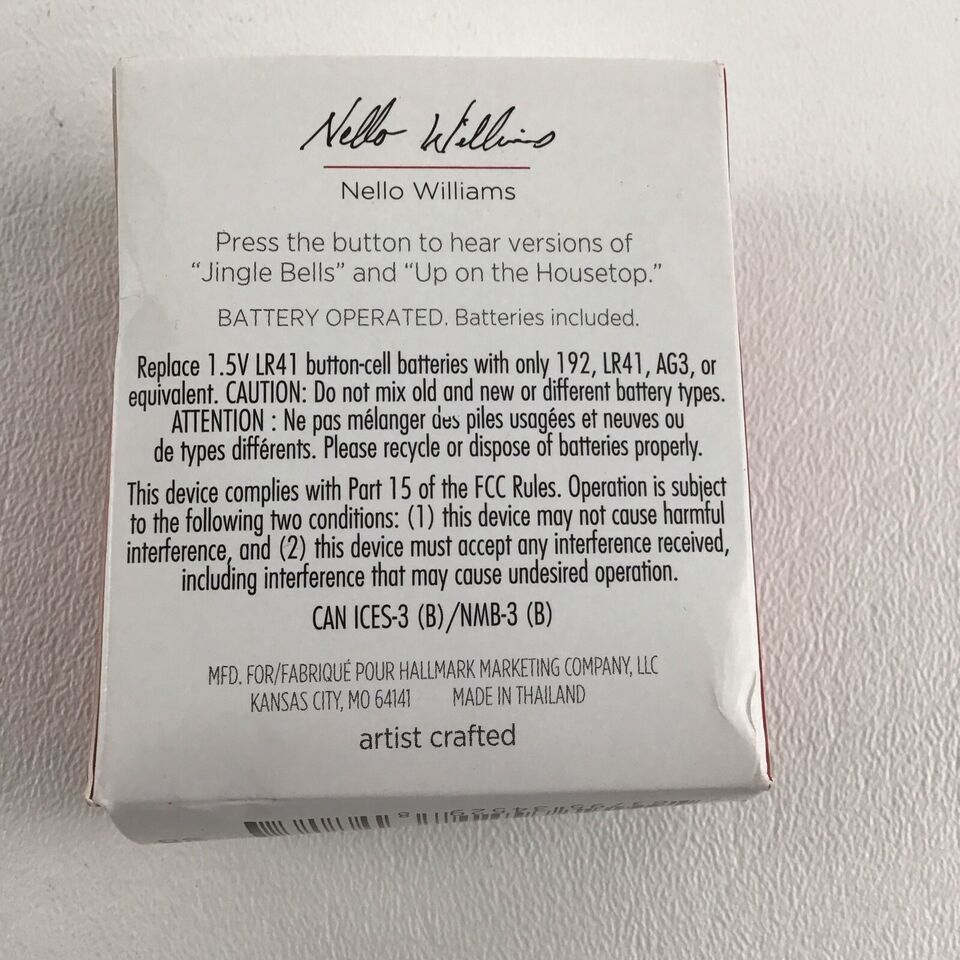 Nello Williams
Nello Williams
Press the button to hear versions of
“Jingle Bells” and “Up on the Housetop.”
BATTERY OPERATED. Batteries included.
Replace 1.5V LR41 button-cell batteries with only 192, LR41, AG3, or
equivalent. CAUTION: Do not mix old and new or different battery types.
ATTENTION : Ne pas mélanger des piles usagées et neuves ou
de types différents. Please recycle or dispose of batteries properly.
This device complies with Part 15 of the FCC Rules. Operation is subject
to the following two conditions: (1) this device may not cause harmful
interference, and (2) this device must accept any interference received,
including interference that may cause undesired operation.
CAN ICES-3 (B)/NMB-3 (B)
MFD. FOR/FABRIQUÉ POUR HALLMARK MARKETING COMPANY, LLC
KANSAS CITY, MO 64141 MADE IN THAILAND
artist crafted